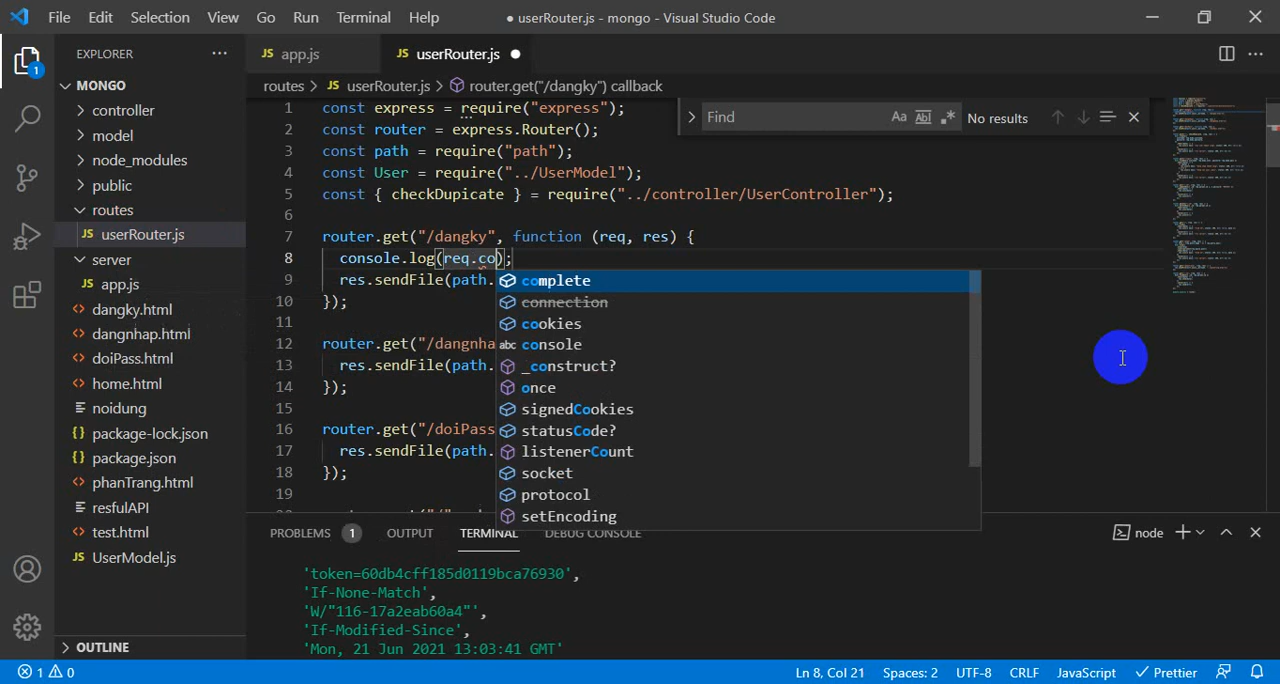 File Edit Selection View Go Run Terminal Help ● userRouter.js - mongo - Visual Studio Code
EXPLORER ···
JS app.js JS userRouter.js ●
routes > JS userRouter.js > router.get("/dangky") callback
1
MONGO
controller
model
node_modules
public
routes
JS userRouter.js
server
JS app.js
<> dangky.html
<> dangnhap.html
<> doiPass.html
<> home.html
noidung
{} package-lock.json
{} package.json
<> phanTrang.html
resfulAPI
<> test.html
JS UserModel.js
OUTLINE
Find Aa Ab .* No results
1 const express = require("express");
2 const router = express.Router();
3 const path = require("path");
4 const User = require("../UserModel");
5 const { checkDupicate } = require("../controller/UserController");
6
7 router.get("/dangky", function (req, res) {
8 console.log(req.co);
9 res.sendFile(path.
10 });
11
12 router.get("/dangnha
13 res.sendFile(path.
14 });
15
16 router.get("/doiPass
17 res.sendFile(path.
18 });
19
complete
connection
cookies
abc console
_construct?
once
signedCookies
statusCode?
listenerCount
socket
protocol
setEncoding
PROBLEMS 1 OUTPUT TERMINAL DEBUG CONSOLE node
'token=60db4cff185d0119bca76930',
'If-None-Match',
'W/"116-17a2eab60a4"',
'If-Modified-Since',
'Mon, 21 Jun 2021 13:03:41 GMT'
1 0 Ln 8, Col 21 Spaces: 2 UTF-8 CRLF JavaScript Prettier